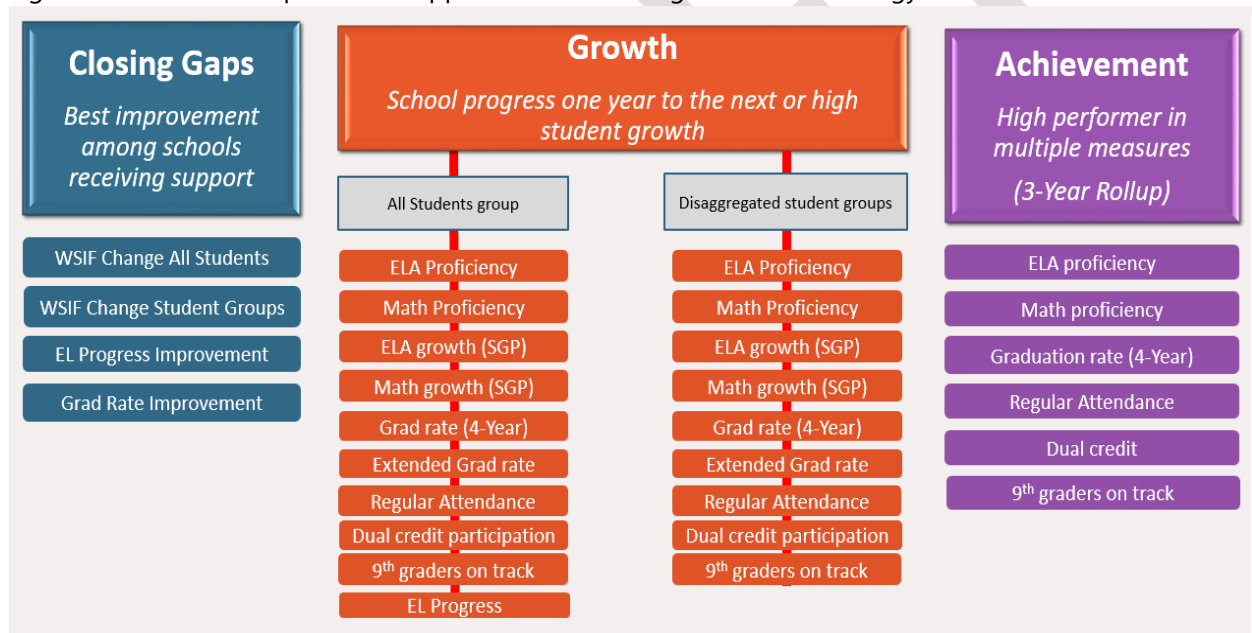 Closing Gaps
Best improvement
among schools
receiving support
WSIF Change All Students
WSIF Change Student Groups
EL Progress Improvement
Grad Rate Improvement
Growth
School progress one year to the next or high
student growth
All Students group
ELA Proficiency
Math Proficiency
ELA growth (SGP)
Math growth (SGP)
Grad rate (4-Year)
Extended Grad rate
Regular Attendance
Dual credit participation
9th graders on track
EL Progress
Disaggregated student groups
ELA Proficiency
Math Proficiency
ELA growth (SGP)
Math growth (SGP)
Grad rate (4-Year)
Extended Grad rate
Regular Attendance
Dual credit participation
9th graders on track
Achievement
High performer in
multiple measures
(3-Year Rollup)
ELA proficiency
Math proficiency
Graduation rate (4-Year)
Regular Attendance
Dual credit
9th graders on track